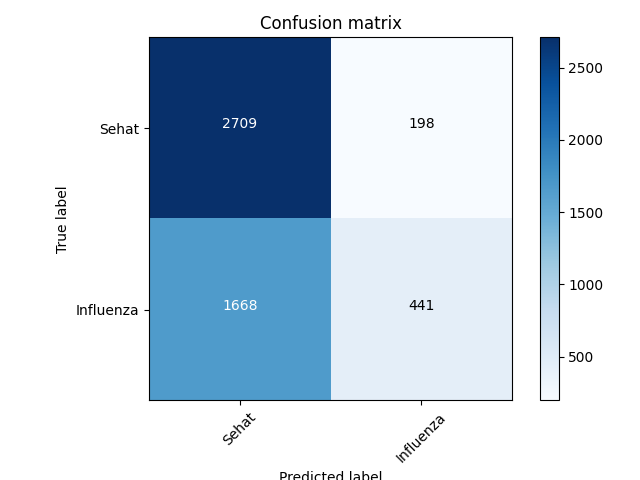 Confusion matrix
2709 198
1668 441
Sehat
Influenza
True label
Sehat
Influenza
Predicted label
2500
2000
1500
1000
500